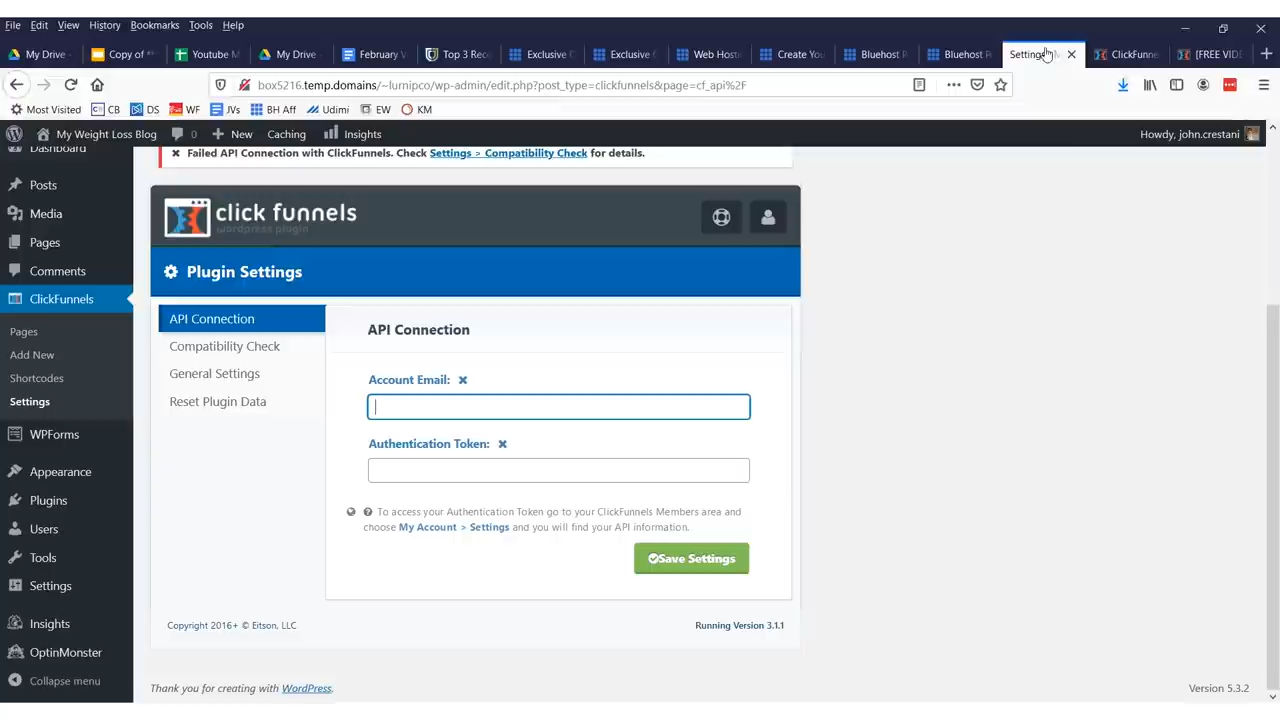 File Edit View History Bookmarks Tools Help
My Drive Copy of Youtube M My Drive February Top 3 Rec Exclusive Exclusive Web Host Create You Bluehost Bluehost Settings ClickFunne [FREE VIDE
box5216.temp.domains/~lurnipco/wp-admin/edit.php?post_type=clickfunnels&page=cf_api%2F
Most Visited CB DS WF JVs BH Aff Udimi EW KM
My Weight Loss Blog 0 New Caching Insights Howdy, john.crestani
Dashboard
Failed API Connection with ClickFunnels. Check Settings > Compatibility Check for details.
Posts
Media
Pages
Comments
ClickFunnels
Pages
Add New
Shortcodes
Settings
WPForms
Appearance
Plugins
Users
Tools
Settings
Insights
OptinMonster
Collapse menu
click funnels
wordpress plugin
Plugin Settings
API Connection
Compatibility Check
General Settings
Reset Plugin Data
API Connection
Account Email:
Authentication Token:
To access your Authentication Token go to your ClickFunnels Members area and
choose My Account > Settings and you will find your API information.
Save Settings
Copyright 2016+ © Eitson, LLC Running Version 3.1.1
Thank you for creating with WordPress. Version 5.3.2